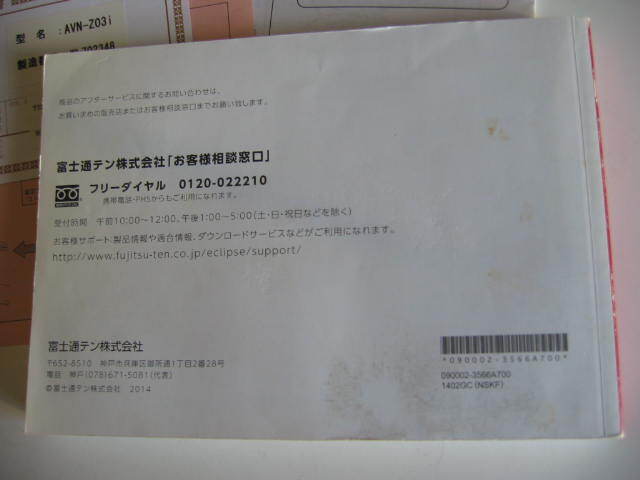 型 名 : AVN-Z03i
商品のアフターサービスに関するお問い合わせは、
お買い求めの販売店またはお客様相談窓口までお願い致します。
富士通テン株式会社「お客様相談窓口」
フリーダイヤル 0120-022210
携帯電話・PHSからもご利用になれます。
受付時間 午前10:00~12:00、午後1:00~5:00(土・日・祝日などを除く)
お客様サポート:製品情報や適合情報、ダウンロードサービスなどがご利用になれます。
http://www.fujitsu-ten.co.jp/eclipse/support/
富士通テン株式会社
〒652-8510 神戸市兵庫区御所通1丁目2番28号
電話 神戸(078)671-5081(代表)
©富士通テン株式会社 2014
*090002-3566A700*
090002-3566A700
1402GC(NSKF)